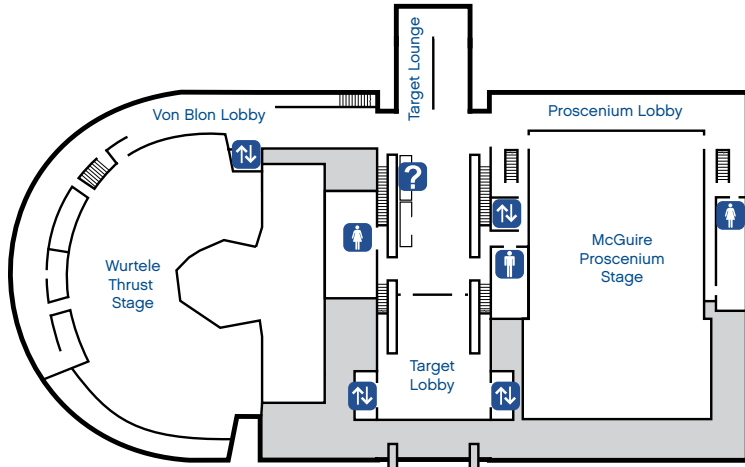 Target Lounge
Von Blon Lobby
Proscenium Lobby
?
Wurtele
Thrust
Stage
McGuire
Proscenium
Stage
Target
Lobby